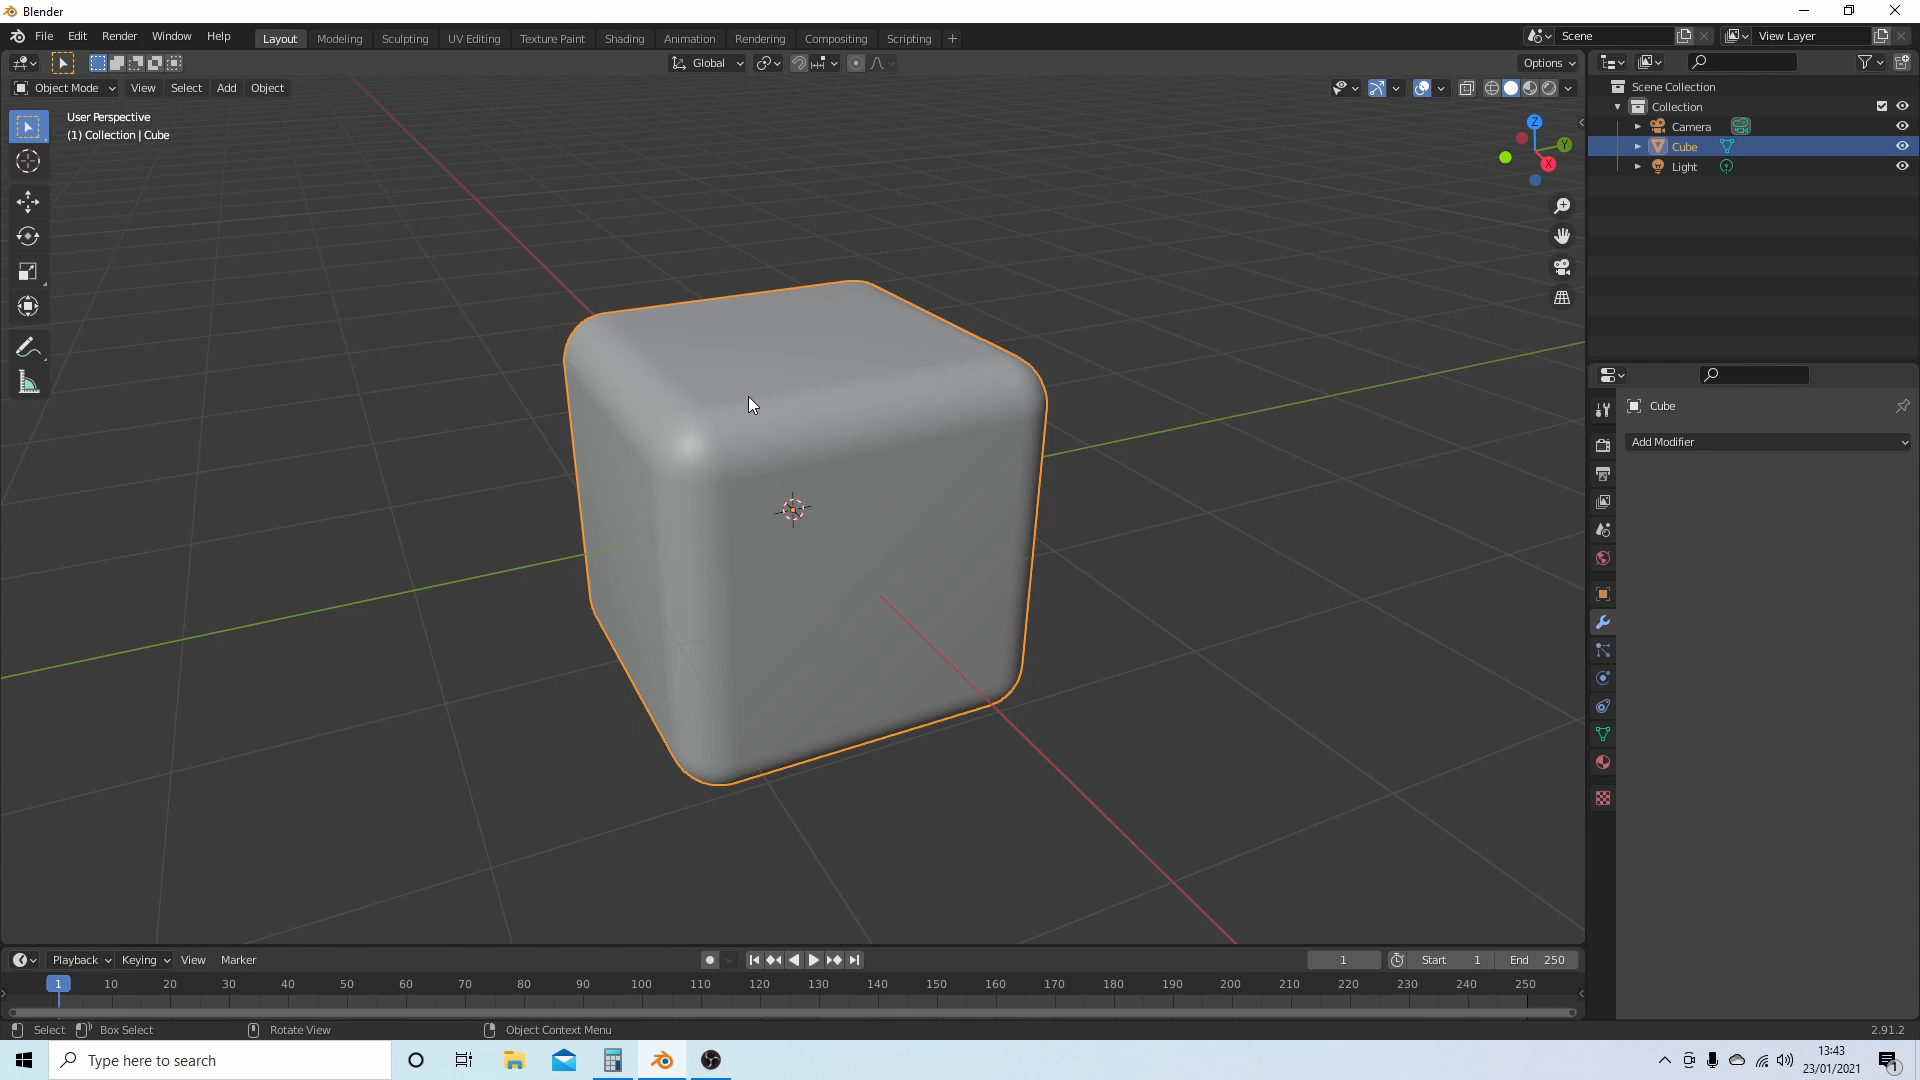 Blender
File Edit Render Window Help
Layout Modeling Sculpting UV Editing Texture Paint Shading Animation Rendering Compositing Scripting +
Scene
View Layer
Global
Options
Object Mode View Select Add Object
User Perspective
(1) Collection | Cube
Z
Y
X
Scene Collection
Collection
Camera
Cube
Light
Cube
Add Modifier
Playback Keying View Marker
1
Start 1
End 250
1 10 20 30 40 50 60 70 80 90 100 110 120 130 140 150 160 170 180 190 200 210 220 230 240 250
Select Box Select Rotate View Object Context Menu
2.91.2
Type here to search
13:43
23/01/2021
1